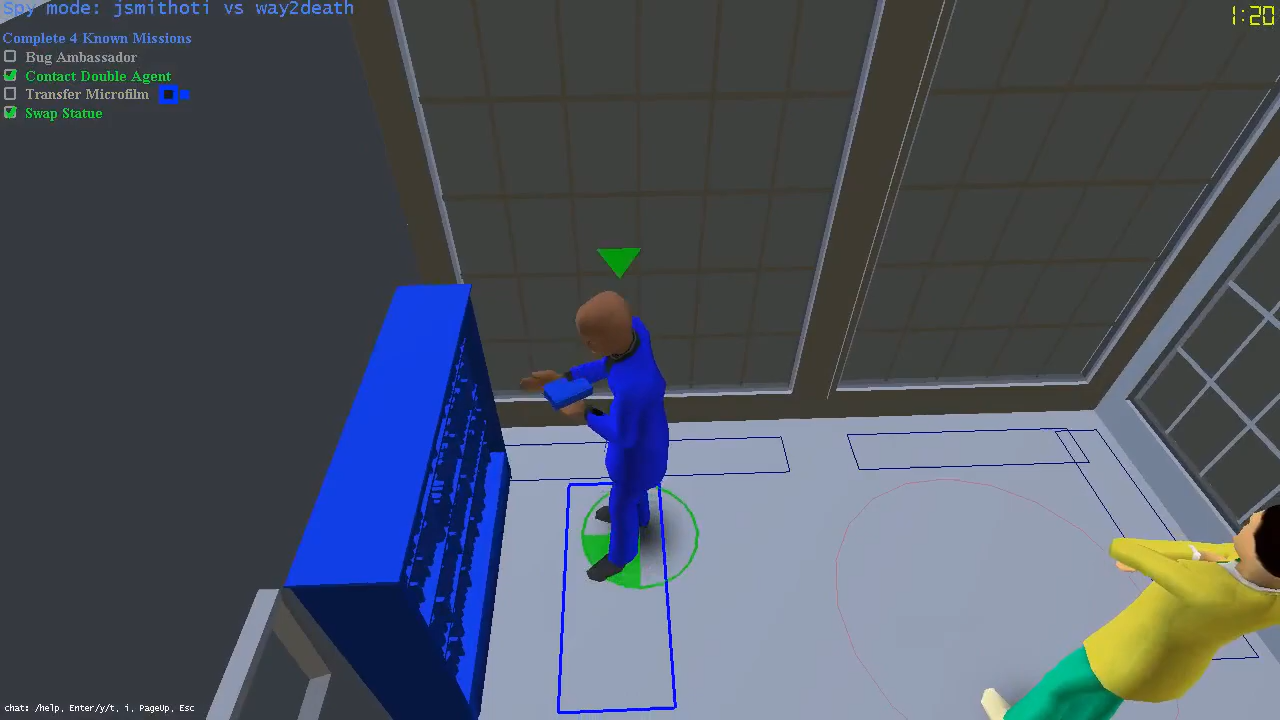 Spy mode: jsmithoti vs way2death
1:20
Complete 4 Known Missions
Bug Ambassador
Contact Double Agent
Transfer Microfilm
Swap Statue
chat: /help, Enter/y/t, i, PageUp, Esc